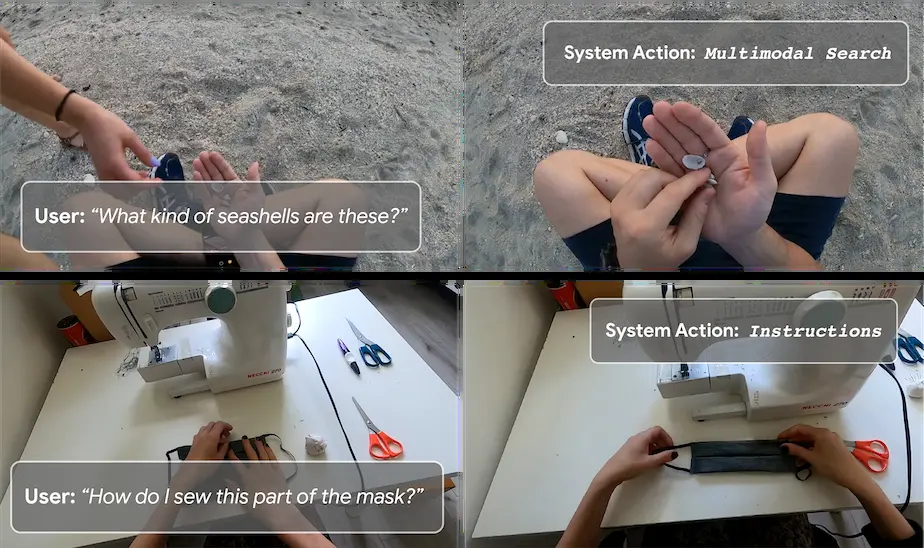 System Action: Multimodal Search
User: “What kind of seashells are these?”
System Action: Instructions
NECCHI 270
User: “How do I sew this part of the mask?”